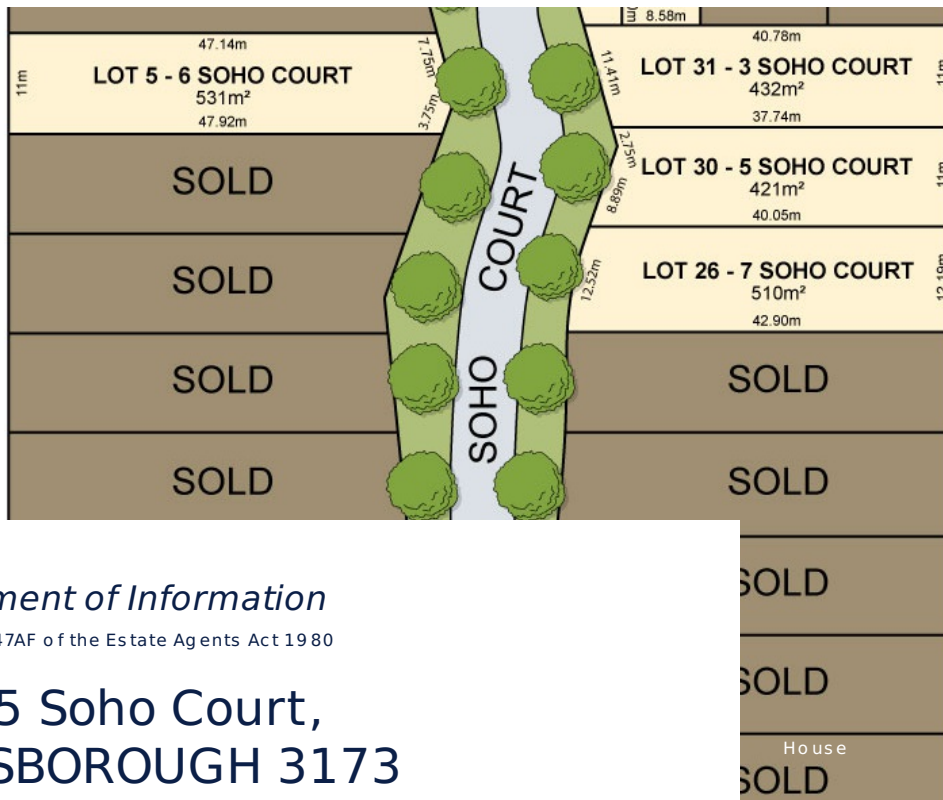 8.58m
47.14m
7.75m
11m
LOT 5 - 6 SOHO COURT
531m²
47.92m
3.75m
40.78m
11.41m
LOT 31 - 3 SOHO COURT
432m²
11m
37.74m
2.75m
LOT 30 - 5 SOHO COURT
421m²
11m
8.89m
40.05m
12.52m
LOT 26 - 7 SOHO COURT
510m²
42.90m
SOLD
SOLD
SOLD
SOLD
SOHO COURT
SOLD
SOLD
SOLD
SOLD
SOLD
ment of Information
47AF of the Estate Agents Act 1980
5 Soho Court,
SBOROUGH 3173
House